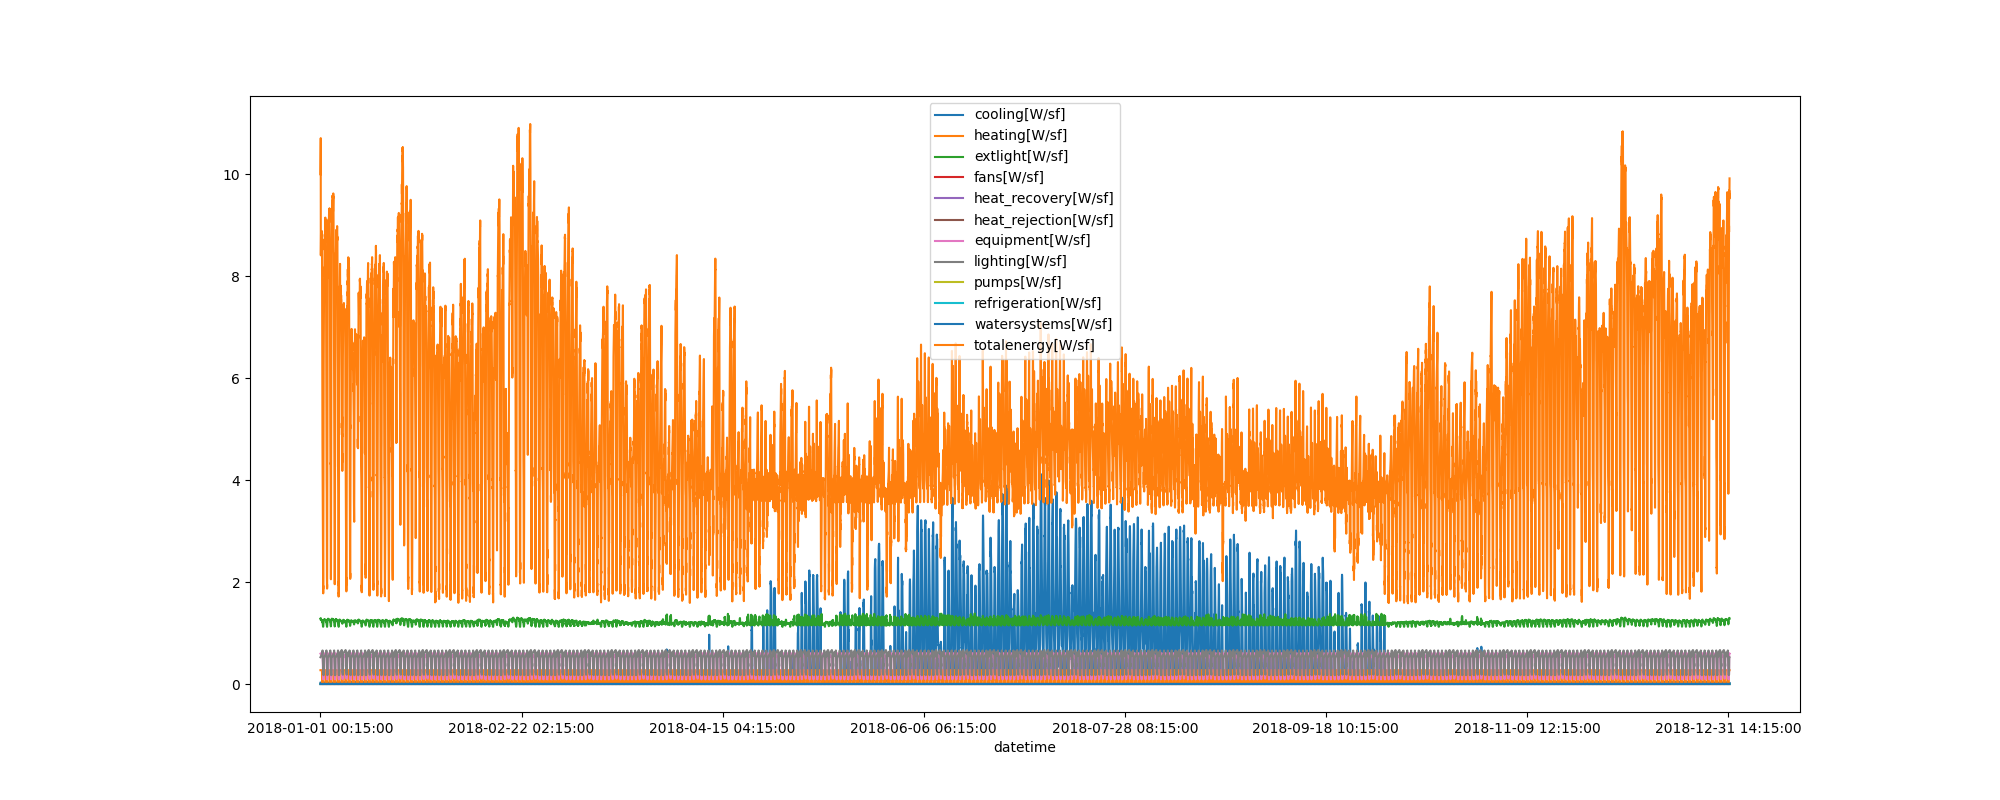 cooling[W/sf]
heating[W/sf]
extlight[W/sf]
fans[W/sf]
heat_recovery[W/sf]
heat_rejection[W/sf]
equipment[W/sf]
lighting[W/sf]
pumps[W/sf]
refrigeration[W/sf]
watersystems[W/sf]
totalenergy[W/sf]
10
8
6
4
2
0
2018-01-01 00:15:00
2018-02-22 02:15:00
2018-04-15 04:15:00
2018-06-06 06:15:00
2018-07-28 08:15:00
2018-09-18 10:15:00
2018-11-09 12:15:00
2018-12-31 14:15:00
datetime